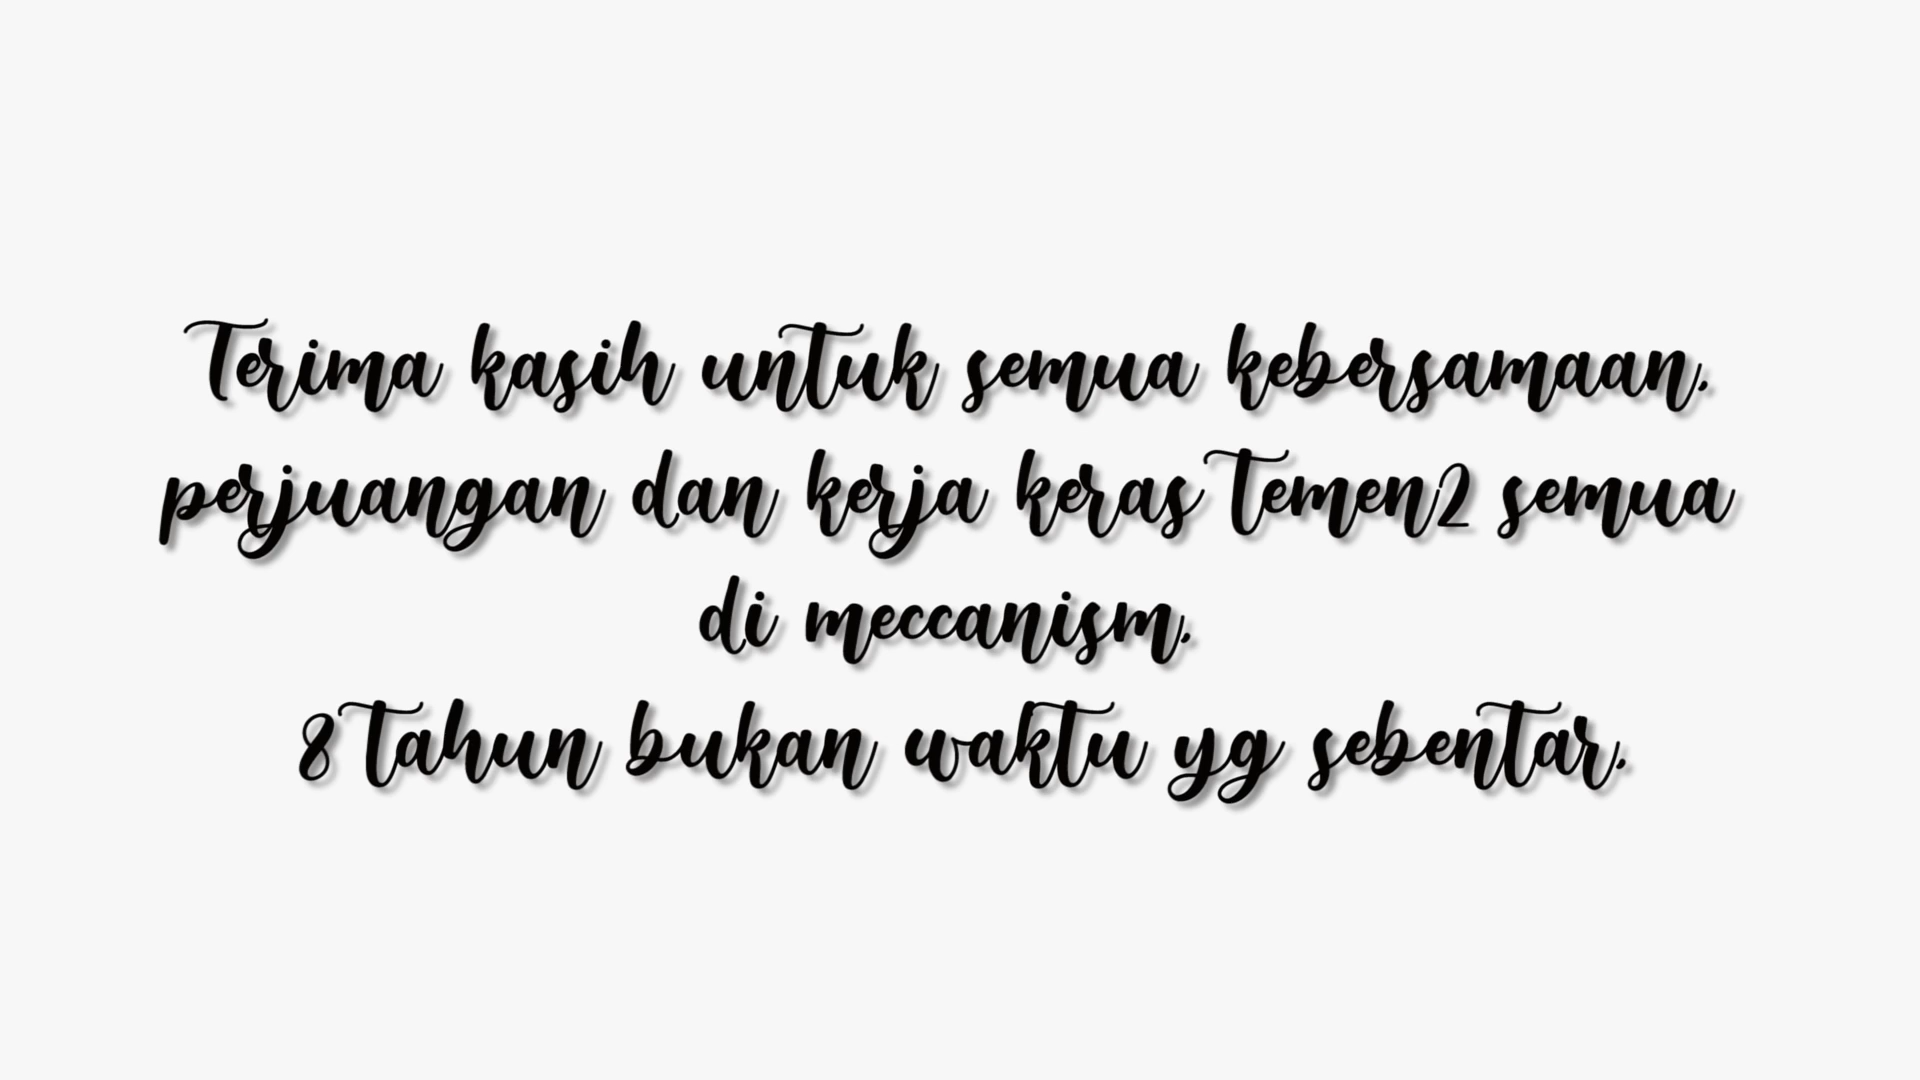 Terima kasih untuk semua kebersamaan,
perjuangan dan kerja keras temen2 semua
di meccanism.
8 tahun bukan waktu yg sebentar.